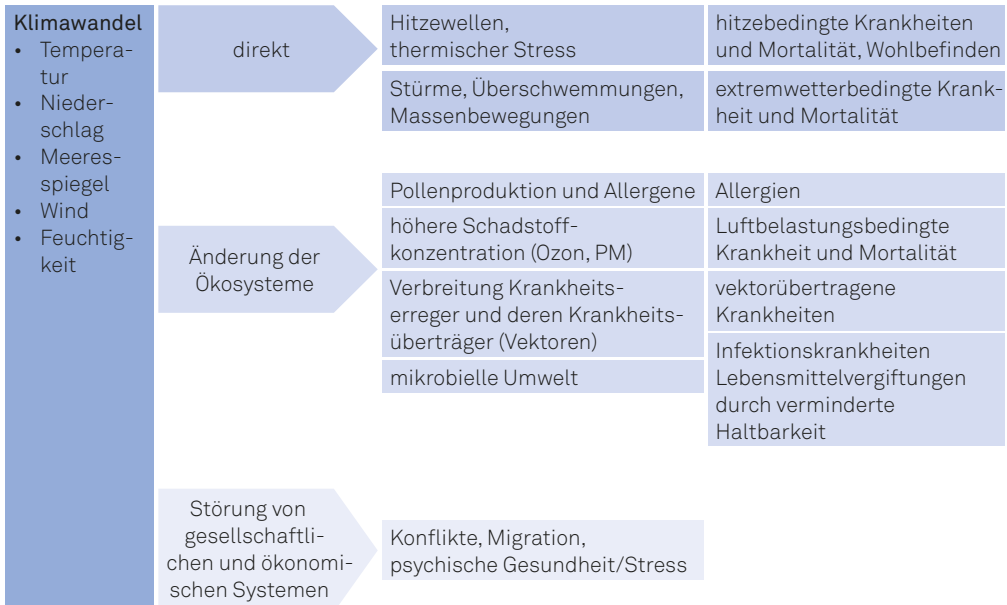 Klimawandel
• Tempera-
tur
• Nieder-
schlag
• Meeres-
spiegel
• Wind
• Feuchtig-
keit
direkt
Hitzewellen,
thermischer Stress
hitzebedingte Krankheiten
und Mortalität, Wohlbefinden
Stürme, Überschwemmungen,
Massenbewegungen
extremwetterbedingte Krank-
heit und Mortalität
Änderung der
Ökosysteme
Pollenproduktion und Allergene
Allergien
höhere Schadstoff-
konzentration (Ozon, PM)
Luftbelastungsbedingte
Krankheit und Mortalität
Verbreitung Krankheits-
erreger und deren Krankheits-
überträger (Vektoren)
vektorübertragene
Krankheiten
mikrobielle Umwelt
Infektionskrankheiten
Lebensmittelvergiftungen
durch verminderte
Haltbarkeit
Störung von
gesellschaftli-
chen und ökonomi-
schen Systemen
Konflikte, Migration,
psychische Gesundheit/Stress